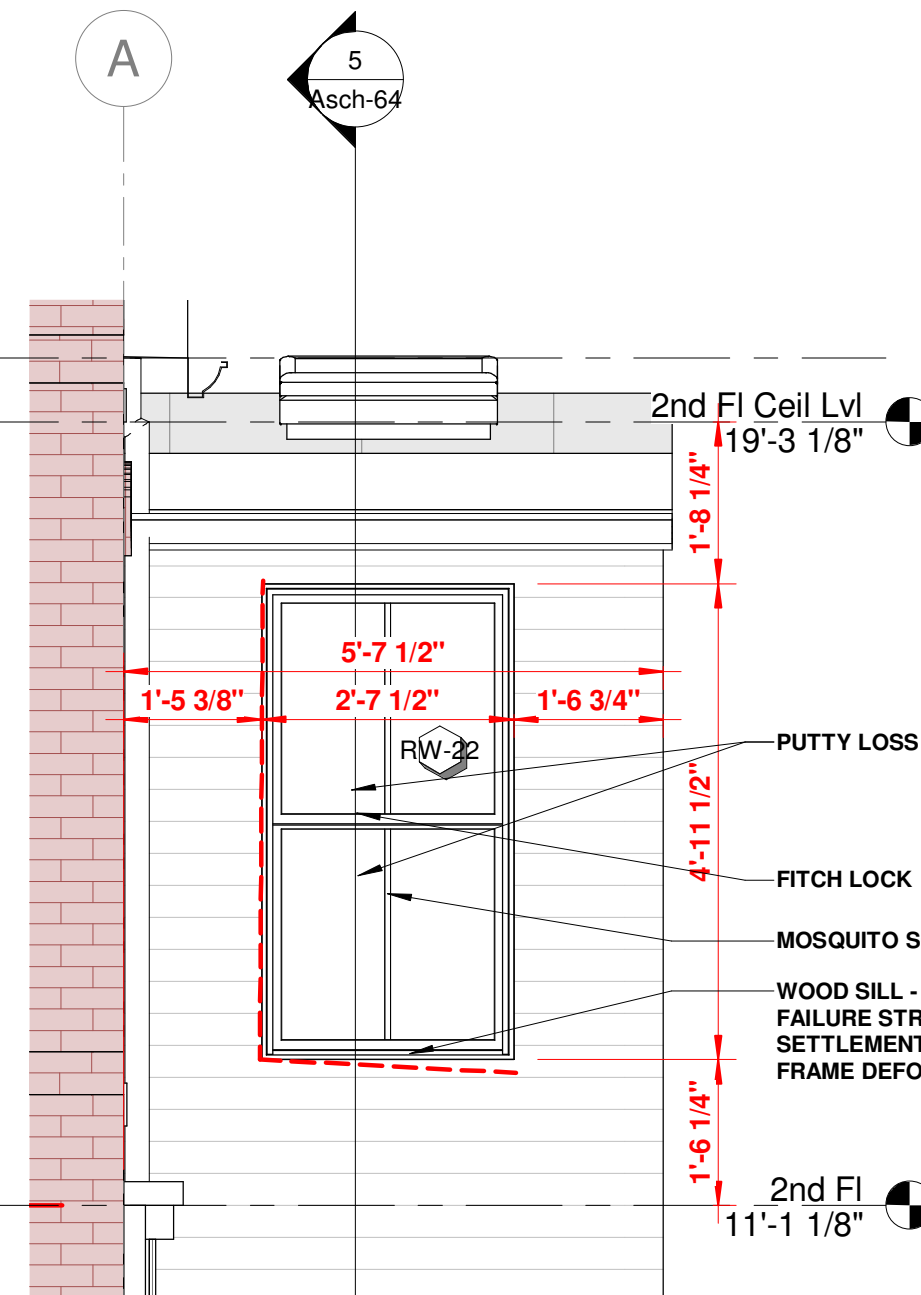 A
5
Asch-64
2nd Fl Ceil Lvl
19'-3 1/8"
1'-8 1/4"
5'-7 1/2"
1'-5 3/8"
2'-7 1/2"
1'-6 3/4"
RW-22
PUTTY LOSS
4'-11 1/2"
FITCH LOCK
MOSQUITO S
WOOD SILL -
FAILURE STR
SETTLEMENT
FRAME DEFO
1'-6 1/4"
2nd Fl
11'-1 1/8"